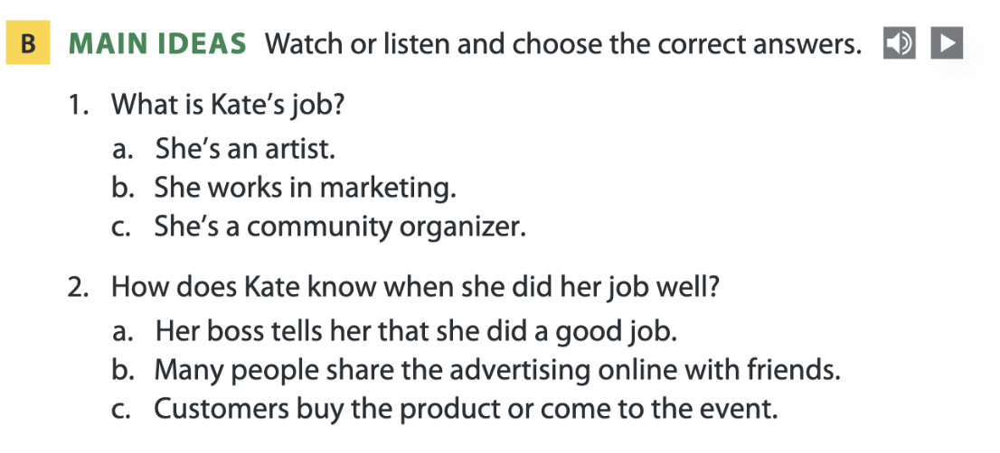 B MAIN IDEAS Watch or listen and choose the correct answers.
1. What is Kate’s job?
a. She’s an artist.
b. She works in marketing.
c. She’s a community organizer.
2. How does Kate know when she did her job well?
a. Her boss tells her that she did a good job.
b. Many people share the advertising online with friends.
c. Customers buy the product or come to the event.